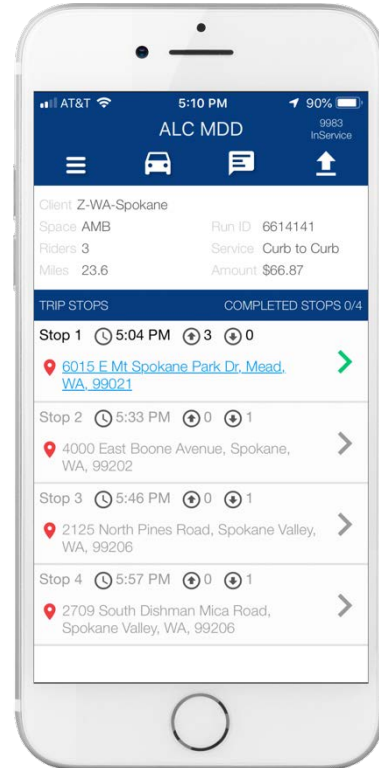 AT&T 5:10 PM 90%
ALC MDD 9983
InService
Client Z-WA-Spokane
Space AMB Run ID 6614141
Riders 3 Service Curb to Curb
Miles 23.6 Amount $66.87
TRIP STOPS COMPLETED STOPS 0/4
Stop 1 5:04 PM 3 0
6015 E Mt Spokane Park Dr, Mead,
WA, 99021
Stop 2 5:33 PM 0 1
4000 East Boone Avenue, Spokane,
WA, 99202
Stop 3 5:46 PM 0 1
2125 North Pines Road, Spokane Valley,
WA, 99206
Stop 4 5:57 PM 0 1
2709 South Dishman Mica Road,
Spokane Valley, WA, 99206